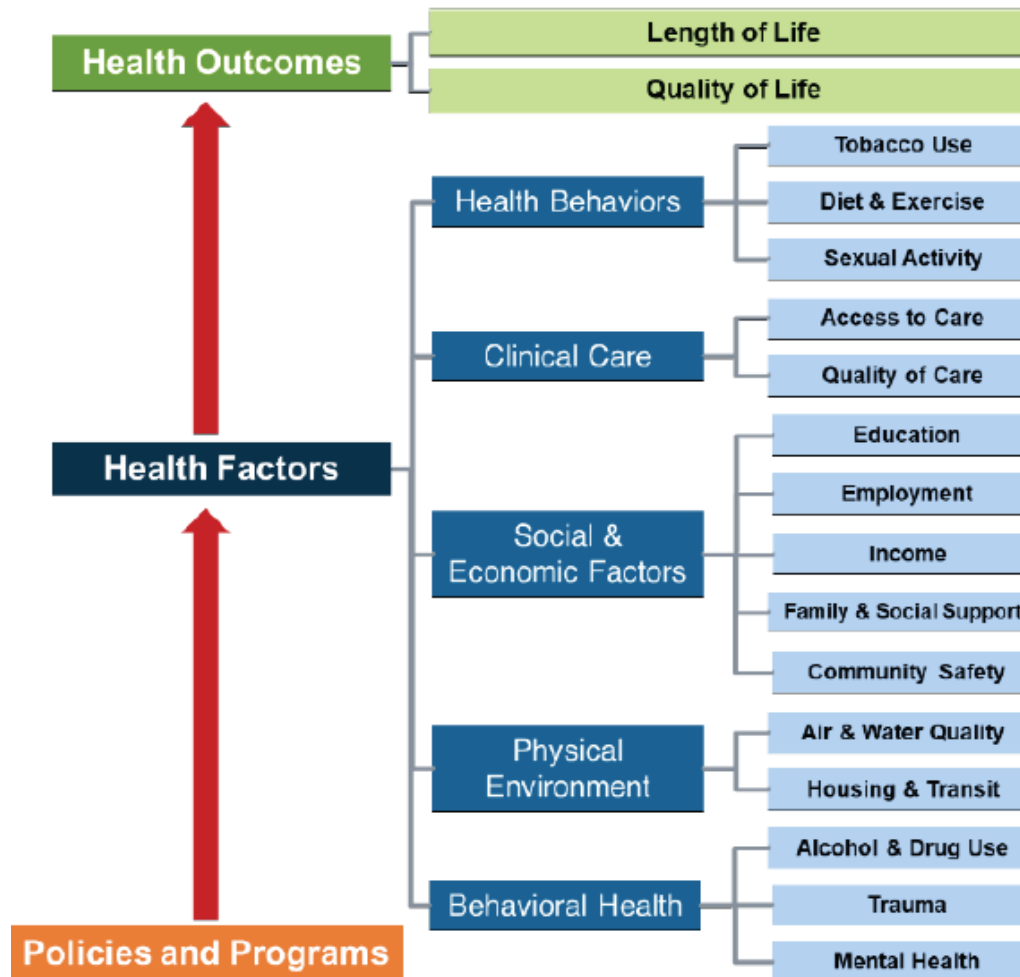 Health Outcomes
Length of Life
Quality of Life
Health Factors
Health Behaviors
Tobacco Use
Diet & Exercise
Sexual Activity
Clinical Care
Access to Care
Quality of Care
Social &
Economic Factors
Education
Employment
Income
Family & Social Support
Community Safety
Physical
Environment
Air & Water Quality
Housing & Transit
Behavioral Health
Alcohol & Drug Use
Trauma
Mental Health
Policies and Programs